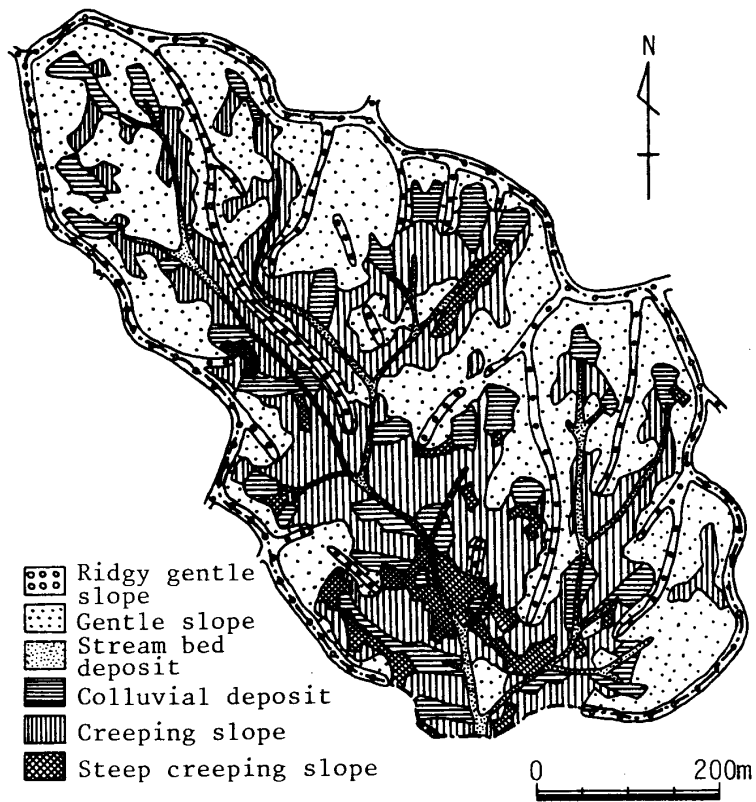 N
Ridgy gentle
slope
Gentle slope
Stream bed
deposit
Colluvial deposit
Creeping slope
Steep creeping slope
0 200m